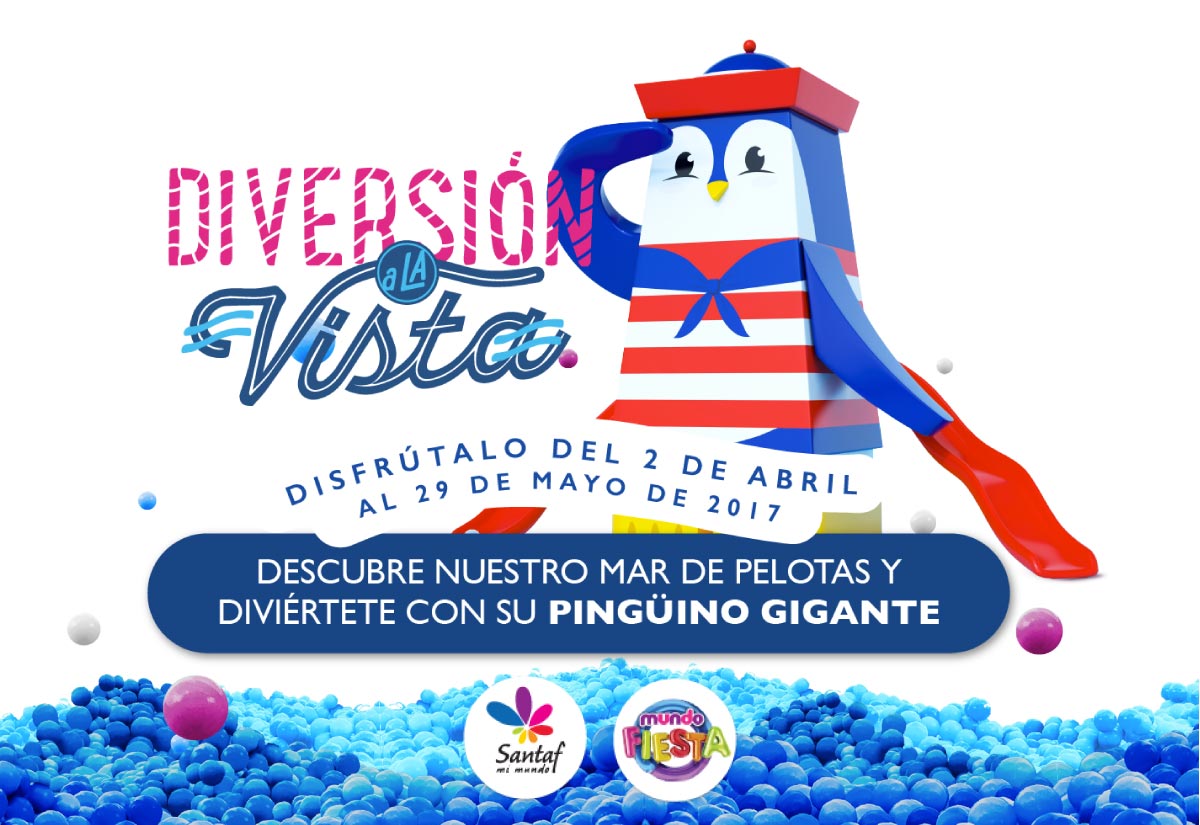 DIVERSIÓN
a LA
Vista
DISFRÚTALO DEL 2 DE ABRIL
AL 29 DE MAYO DE 2017
DESCUBRE NUESTRO MAR DE PELOTAS Y
DIVIÉRTETE CON SU PINGÜINO GIGANTE
Santaf
mi mundo
mundo
FIESTA